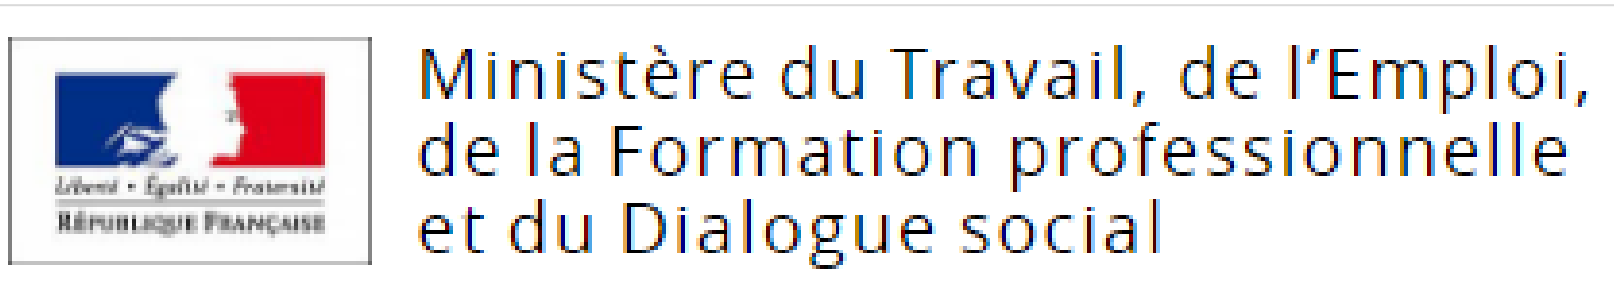 Liberté • Égalité • Fraternité
RÉPUBLIQUE FRANÇAISE
Ministère du Travail, de l’Emploi,
de la Formation professionnelle
et du Dialogue social